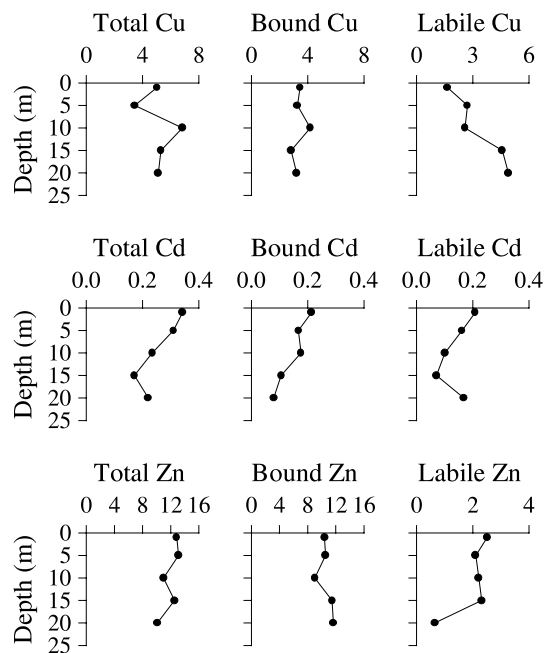 Total Cu Bound Cu Labile Cu
0 4 8 0 4 8 0 3 6
0
5
10
15
20
25
Depth (m)
Total Cd Bound Cd Labile Cd
0.0 0.2 0.4 0.0 0.2 0.4 0.0 0.2 0.4
0
5
10
15
20
25
Depth (m)
Total Zn Bound Zn Labile Zn
0 4 8 12 16 0 4 8 12 16 0 2 4
0
5
10
15
20
25
Depth (m)